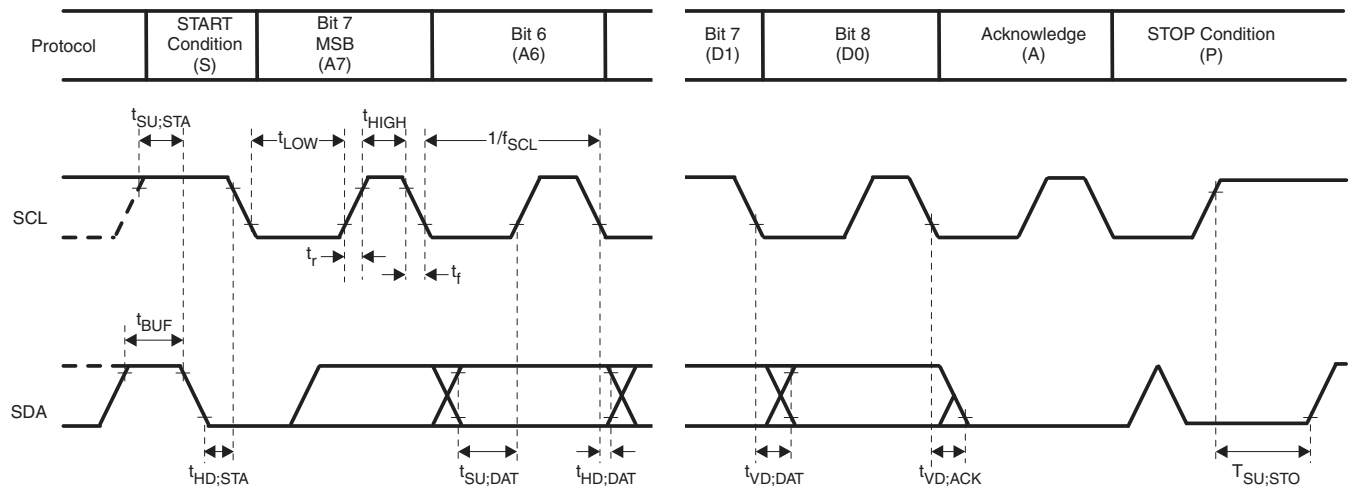 Protocol
START
Condition
(S)
Bit 7
MSB
(A7)
Bit 6
(A6)
Bit 7
(D1)
Bit 8
(D0)
Acknowledge
(A)
STOP Condition
(P)
tSU;STA
tLOW
tHIGH
1/fSCL
SCL
tr
tf
tBUF
SDA
tHD;STA
tSU;DAT
tHD;DAT
tVD;DAT
tVD;ACK
TSU;STO